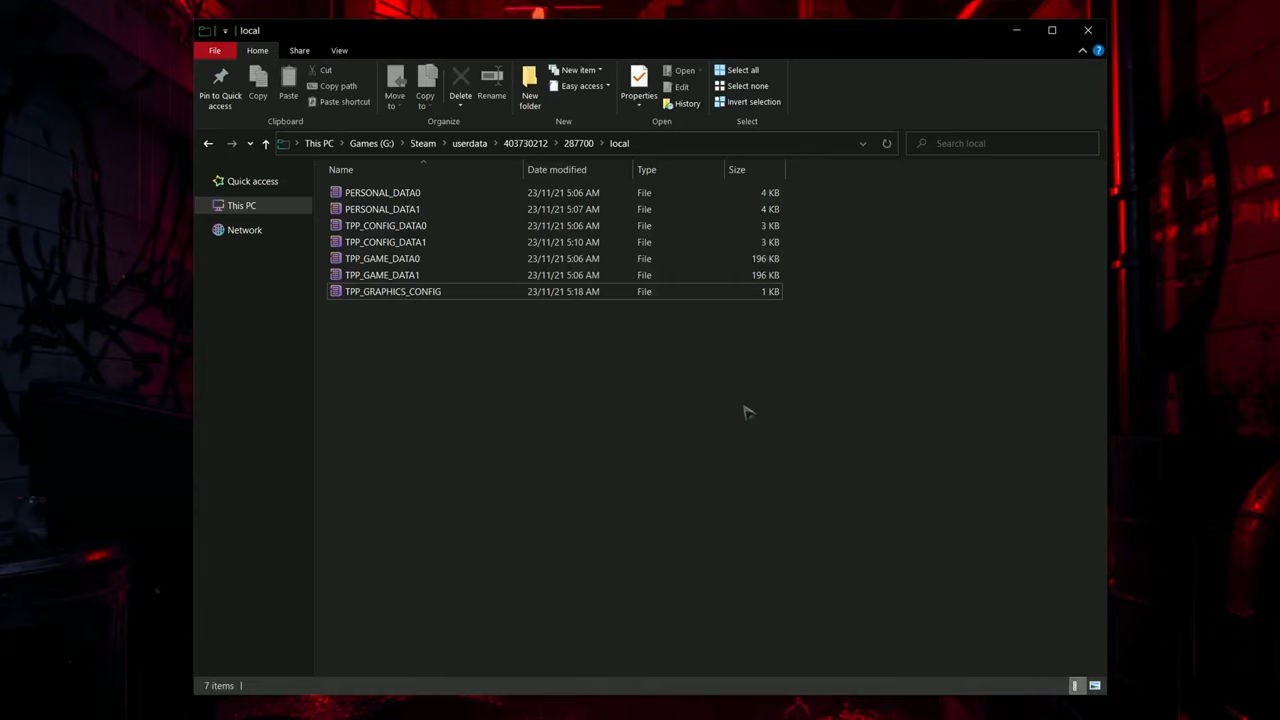 local
File Home Share View
Pin to Quick access
Copy
Paste
Cut
Copy path
Paste shortcut
Clipboard
Move to
Copy to
Delete
Rename
Organize
New folder
New item
Easy access
New
Properties
Open
Edit
History
Open
Select all
Select none
Invert selection
Select
This PC > Games (G:) > Steam > userdata > 403730212 > 287700 > local
Search local
Quick access
This PC
Network
Name Date modified Type Size
PERSONAL_DATA0 23/11/21 5:06 AM File 4 KB
PERSONAL_DATA1 23/11/21 5:07 AM File 4 KB
TPP_CONFIG_DATA0 23/11/21 5:06 AM File 3 KB
TPP_CONFIG_DATA1 23/11/21 5:10 AM File 3 KB
TPP_GAME_DATA0 23/11/21 5:06 AM File 196 KB
TPP_GAME_DATA1 23/11/21 5:06 AM File 196 KB
TPP_GRAPHICS_CONFIG 23/11/21 5:18 AM File 1 KB
7 items